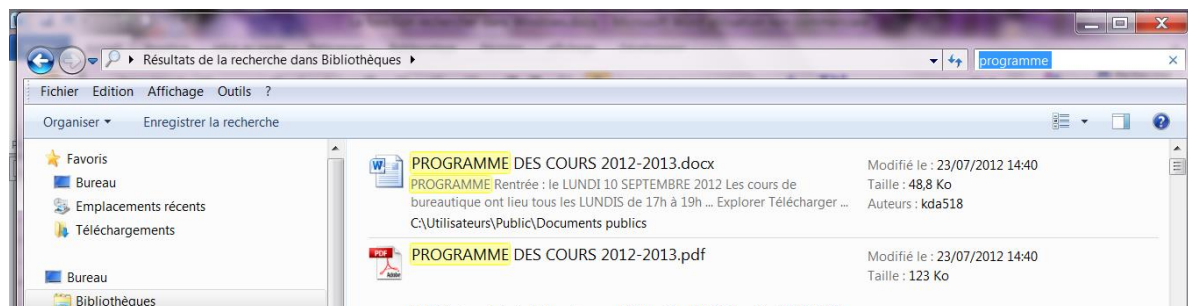 Résultats de la recherche dans Bibliothèques
programme
Fichier Edition Affichage Outils ?
Organiser Enregistrer la recherche
Favoris
Bureau
Emplacements récents
Téléchargements
Bureau
Bibliothèques
PROGRAMME DES COURS 2012-2013.docx
PROGRAMME Rentrée : le LUNDI 10 SEPTEMBRE 2012 Les cours de
bureautique ont lieu tous les LUNDIS de 17h à 19h ... Explorer Télécharger ...
C:\Utilisateurs\Public\Documents publics
Modifié le : 23/07/2012 14:40
Taille : 48,8 Ko
Auteurs : kda518
PDF
Adobe
PROGRAMME DES COURS 2012-2013.pdf
Modifié le : 23/07/2012 14:40
Taille : 123 Ko